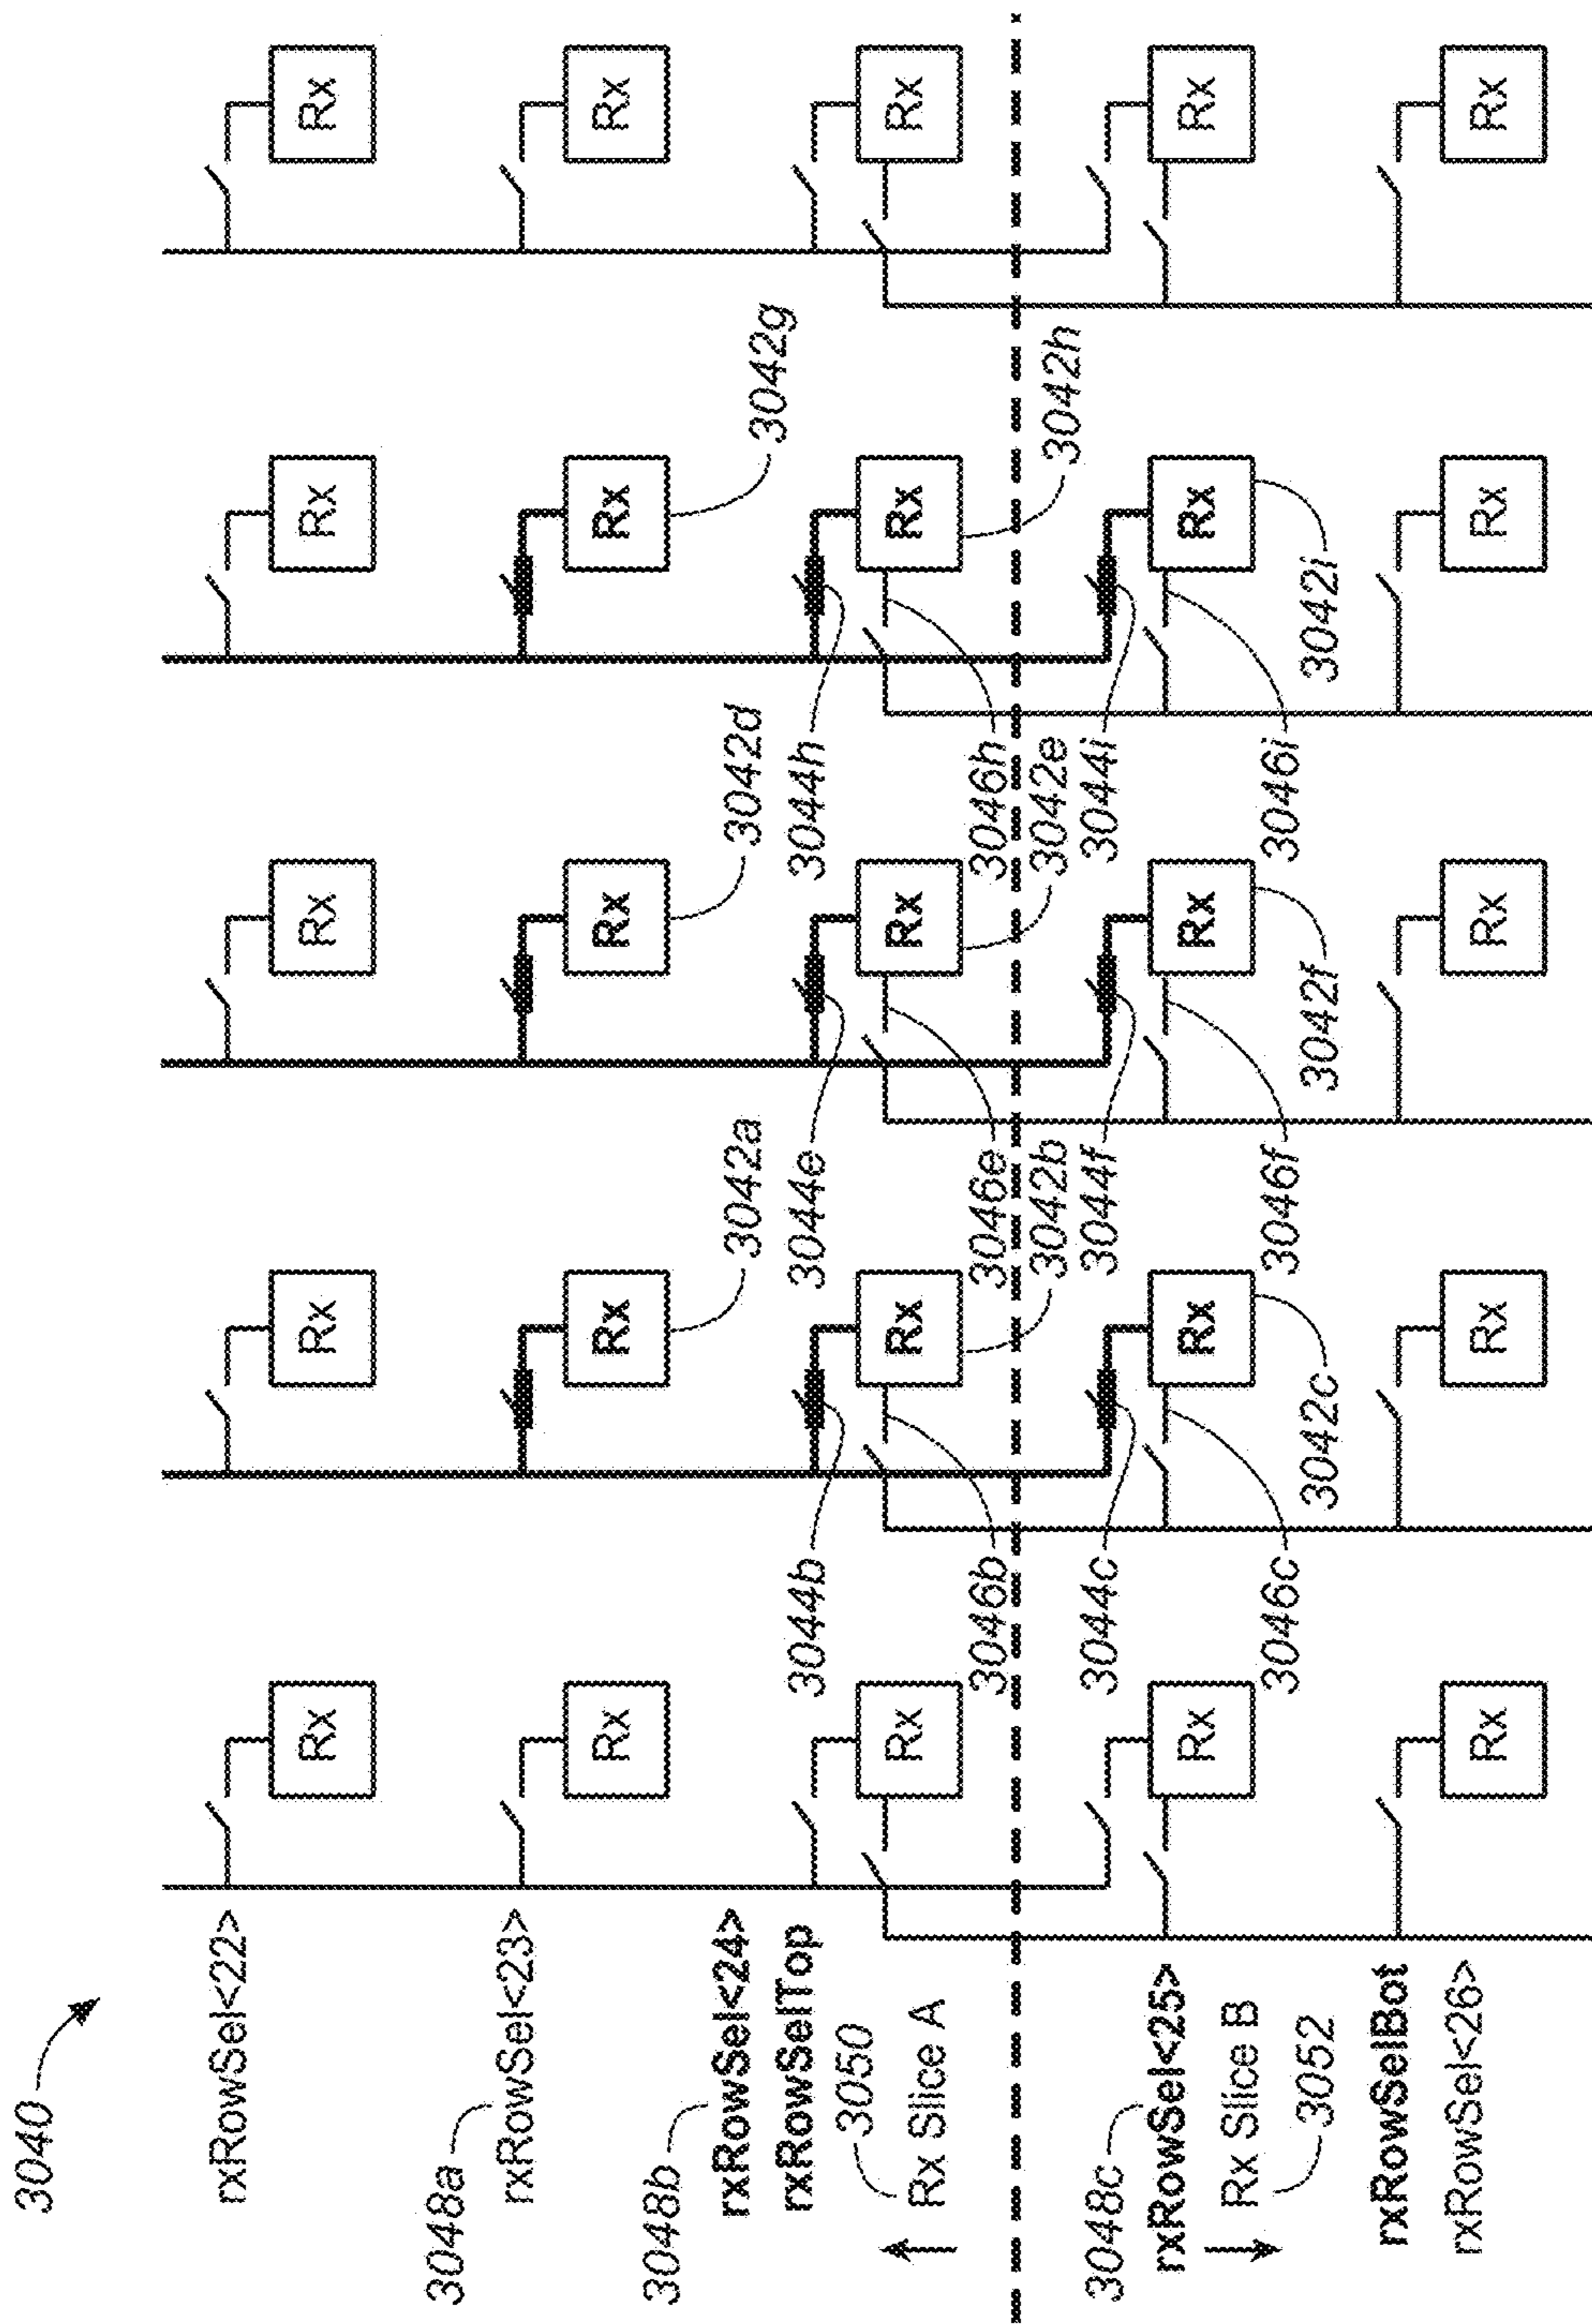 3040
rxRowSel<22>
Rx Rx Rx Rx Rx
3048a
rxRowSel<23>
Rx Rx Rx Rx Rx
3048b
rxRowSel<24> 3042a 3042d 3042g
rxRowSelTop 3044b 3044e 3044h
3050
Rx Slice A Rx Rx Rx Rx Rx
3046b 3046e 3046h
3042b 3042e 3042h
3048c 3044c 3044f 3044i
rxRowSel<25> Rx Rx Rx Rx Rx
Rx Slice B
3046c 3046f 3046i
3052 3042c 3042f 3042i
rxRowSelBot
rxRowSel<26> Rx Rx Rx Rx Rx